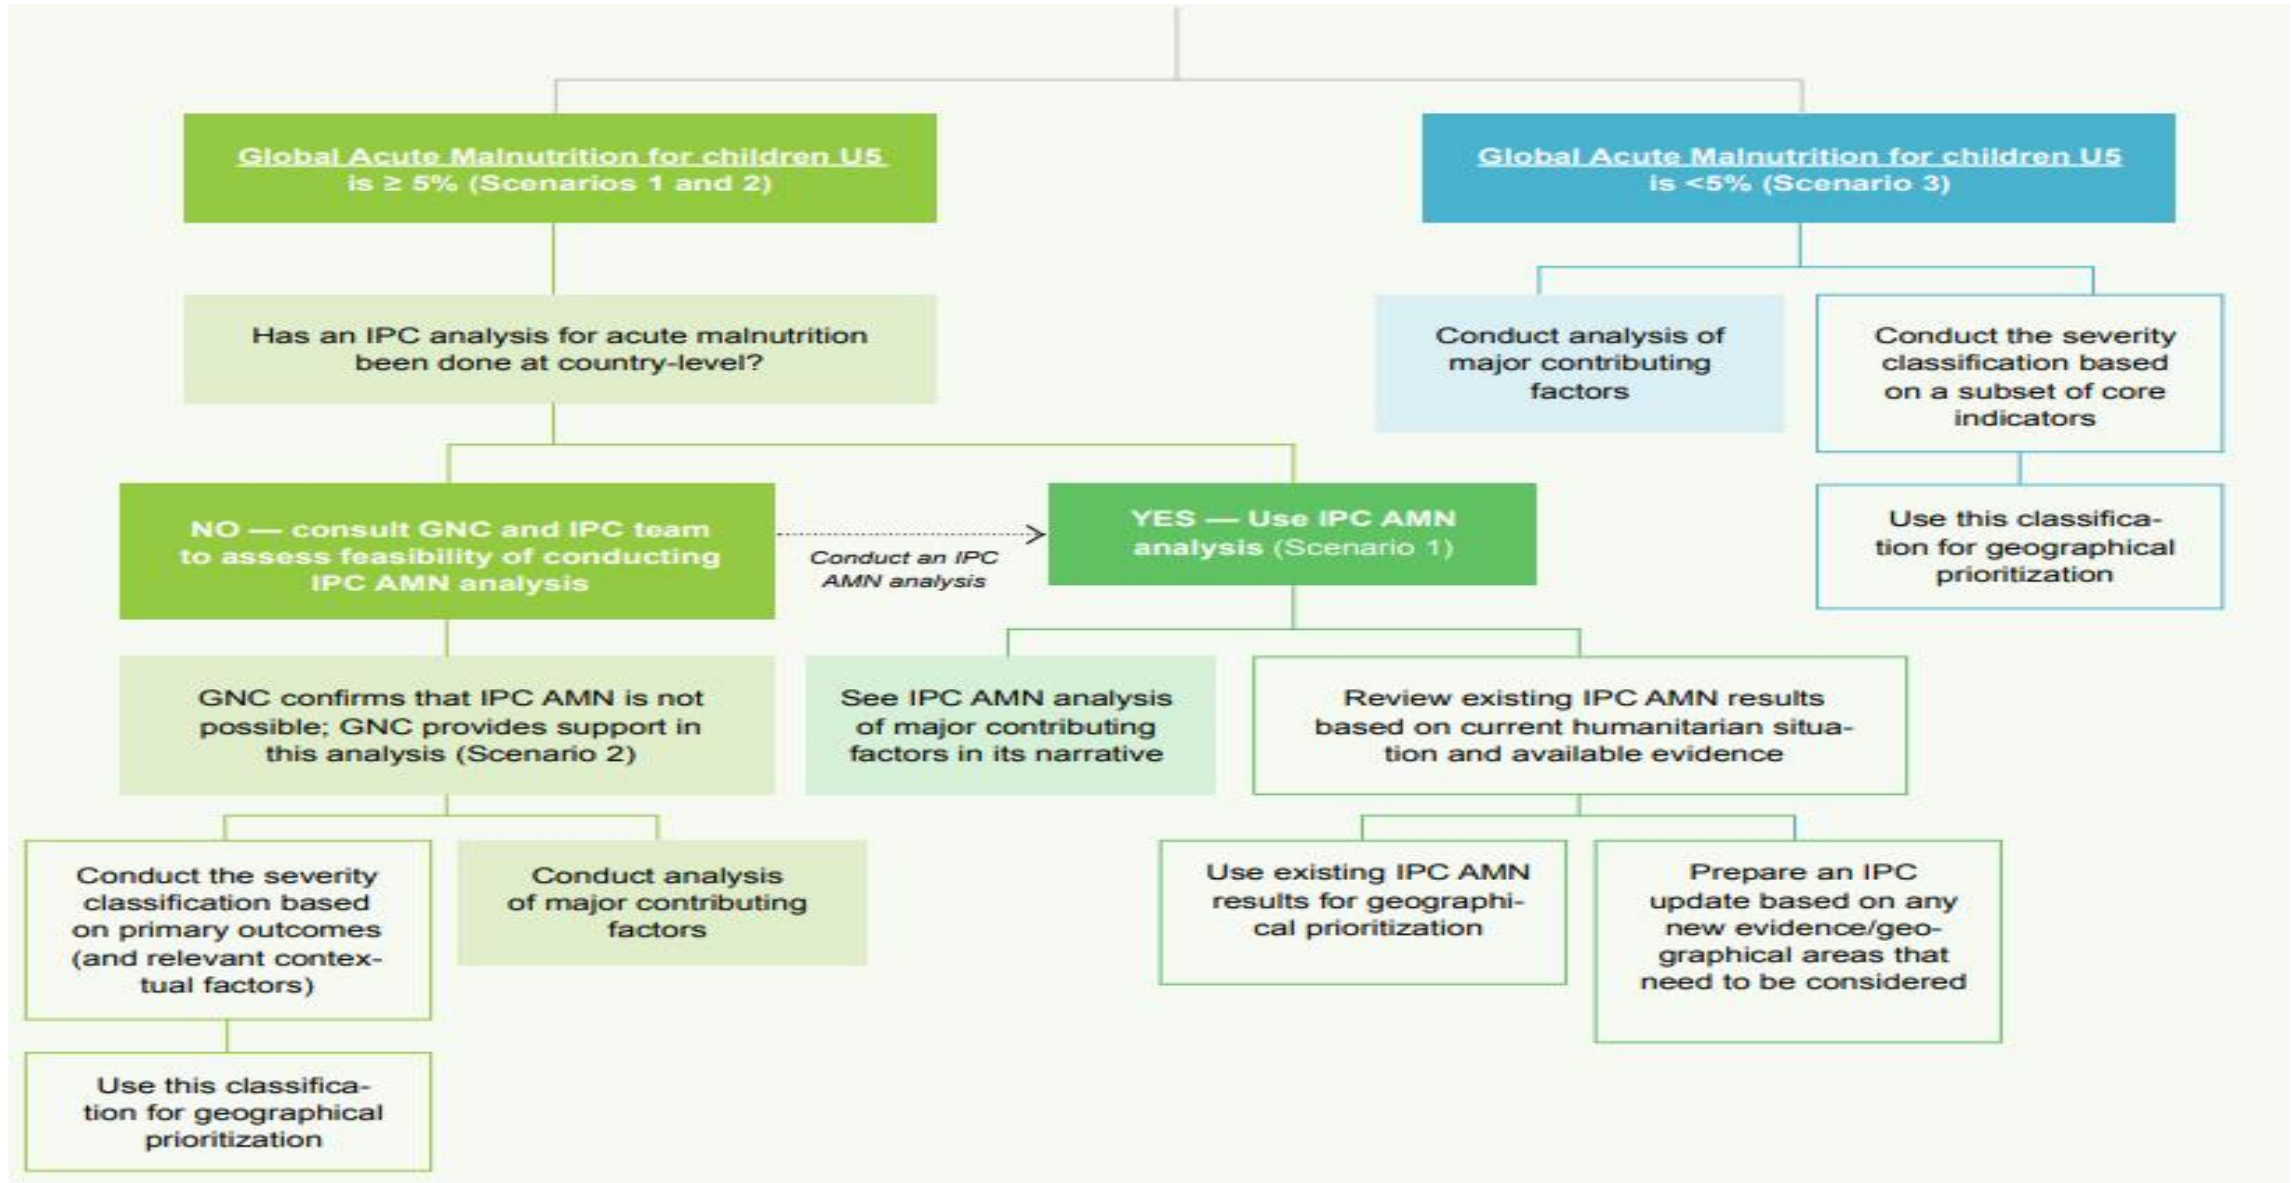 Global Acute Malnutrition for children U5
is ≥ 5% (Scenarios 1 and 2)
Global Acute Malnutrition for children U5
is <5% (Scenario 3)
Has an IPC analysis for acute malnutrition
been done at country-level?
Conduct analysis of
major contributing
factors
Conduct the severity
classification based
on a subset of core
indicators
NO — consult GNC and IPC team
to assess feasibility of conducting
IPC AMN analysis
Conduct an IPC
AMN analysis
YES — Use IPC AMN
analysis (Scenario 1)
Use this classifica-
tion for geographical
prioritization
GNC confirms that IPC AMN is not
possible; GNC provides support in
this analysis (Scenario 2)
See IPC AMN analysis
of major contributing
factors in its narrative
Review existing IPC AMN results
based on current humanitarian situa-
tion and available evidence
Conduct the severity
classification based
on primary outcomes
(and relevant contex-
tual factors)
Conduct analysis
of major contributing
factors
Use existing IPC AMN
results for geographi-
cal prioritization
Prepare an IPC
update based on any
new evidence/geo-
graphical areas that
need to be considered
Use this classifica-
tion for geographical
prioritization